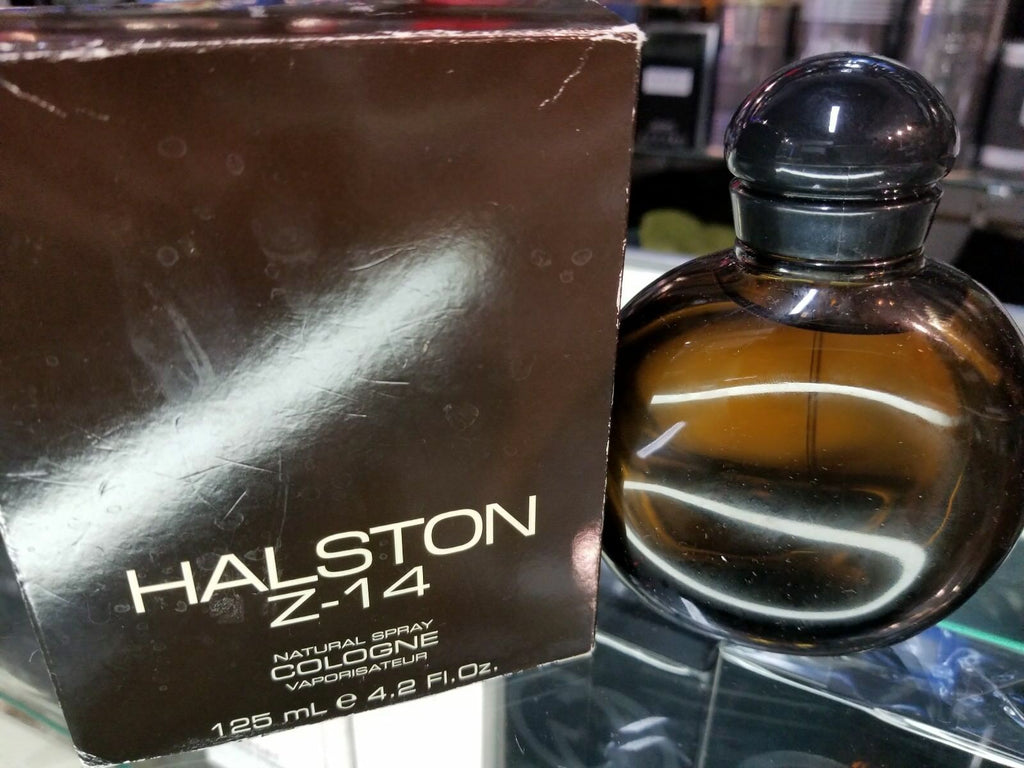 HALSTON
Z-14
NATURAL SPRAY
COLOGNE
VAPORISATEUR
125 mL ℮ 4.2 Fl.Oz.